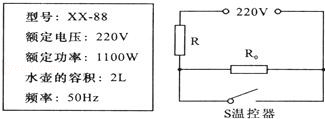 型号: XX-88
额定电压: 220V
额定功率: 1100W
水壶的容积: 2L
频率: 50Hz
220V
R
R₀
S温控器